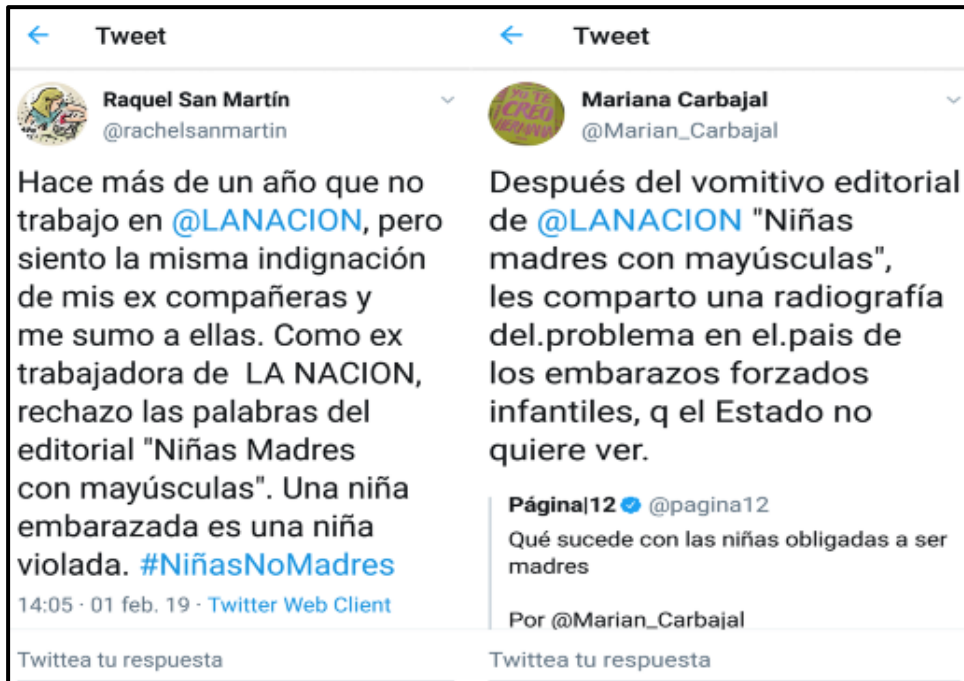 Tweet
Raquel San Martín
@rachelsanmartin
Hace más de un año que no
trabajo en @LANACION, pero
siento la misma indignación
de mis ex compañeras y
me sumo a ellas. Como ex
trabajadora de LA NACION,
rechazo las palabras del
editorial "Niñas Madres
con mayúsculas". Una niña
embarazada es una niña
violada. #NiñasNoMadres
14:05 · 01 feb. 19 · Twitter Web Client
Twittea tu respuesta
Tweet
Mariana Carbajal
@Marian_Carbajal
YO TE
CREO
HERMANA
Después del vomitivo editorial
de @LANACION "Niñas
madres con mayúsculas",
les comparto una radiografía
del.problema en el.pais de
los embarazos forzados
infantiles, q el Estado no
quiere ver.
Página|12 @pagina12
Qué sucede con las niñas obligadas a ser
madres
Por @Marian_Carbajal
Twittea tu respuesta